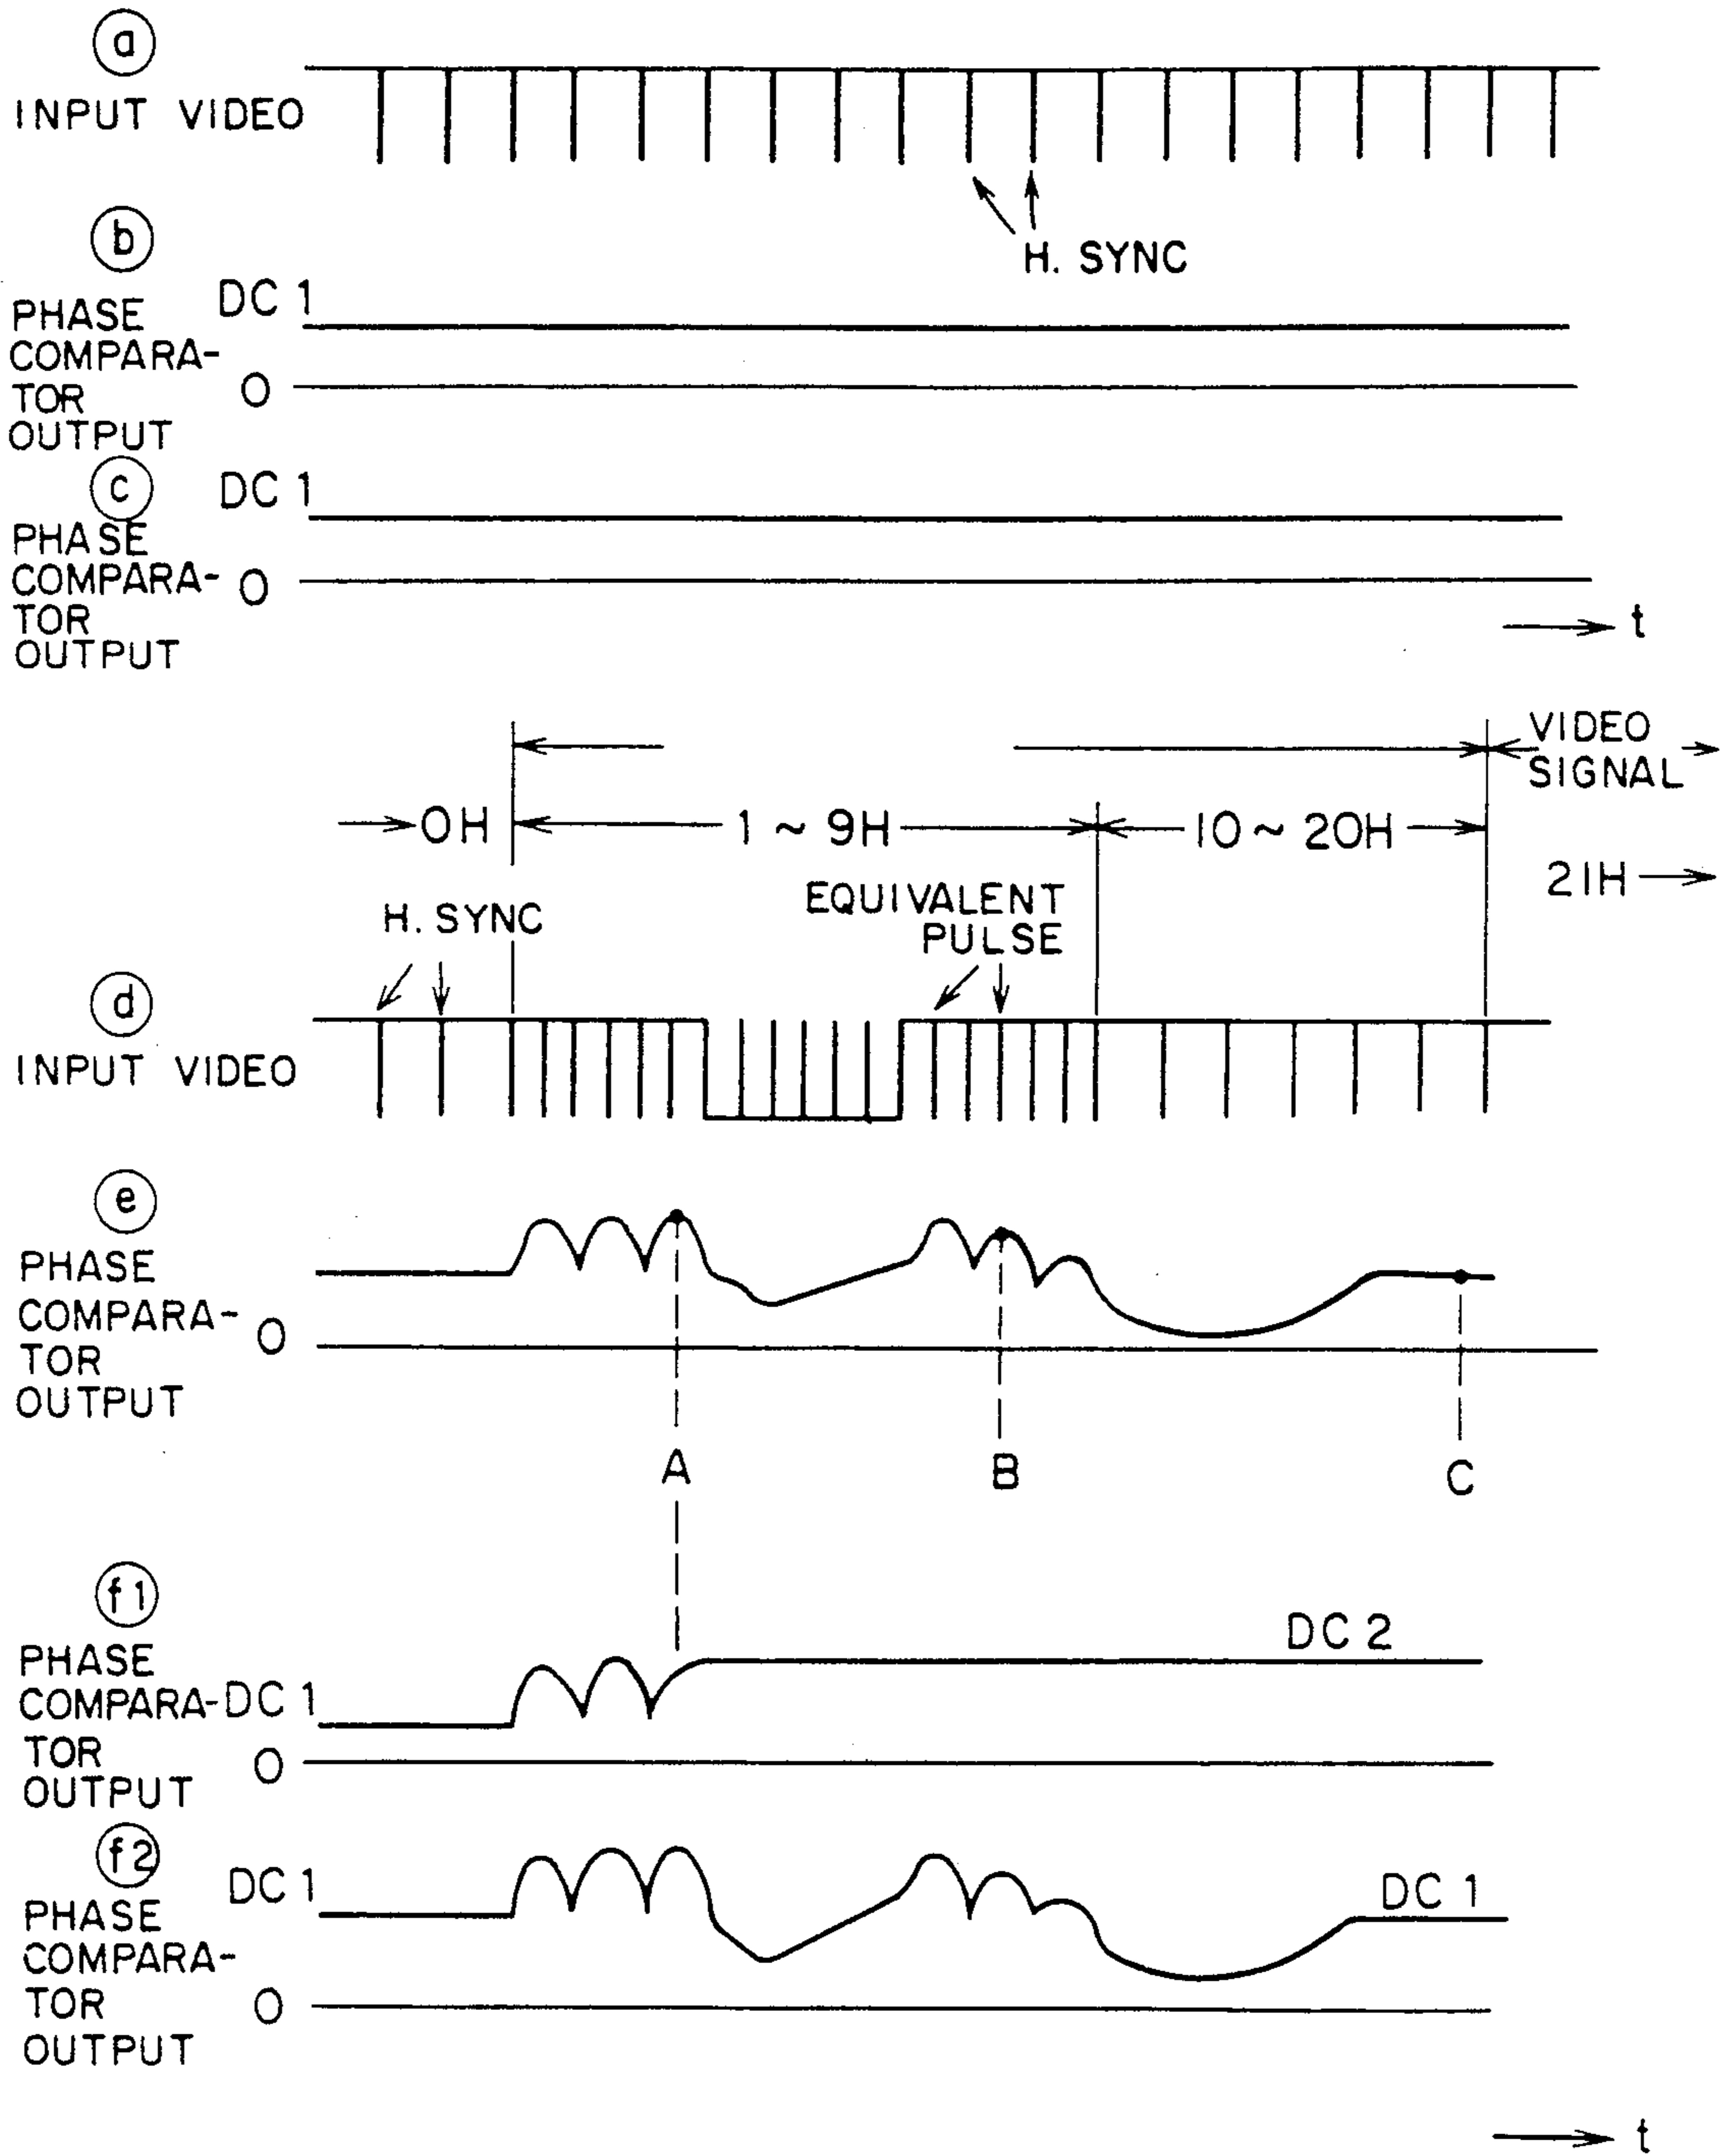 a
INPUT VIDEO
H. SYNC
b
DC 1
PHASE
COMPARA-
TOR
OUTPUT
0
c
DC 1
PHASE
COMPARA-
TOR
OUTPUT
0
t
VIDEO
SIGNAL
0H
1 ~ 9H
10 ~ 20H
21H
H. SYNC
EQUIVALENT
PULSE
d
INPUT VIDEO
e
PHASE
COMPARA-
TOR
OUTPUT
0
A
B
C
f1
DC 2
PHASE
COMPARA-
TOR
OUTPUT
DC 1
0
f2
DC 1
DC 1
PHASE
COMPARA-
TOR
OUTPUT
0
t